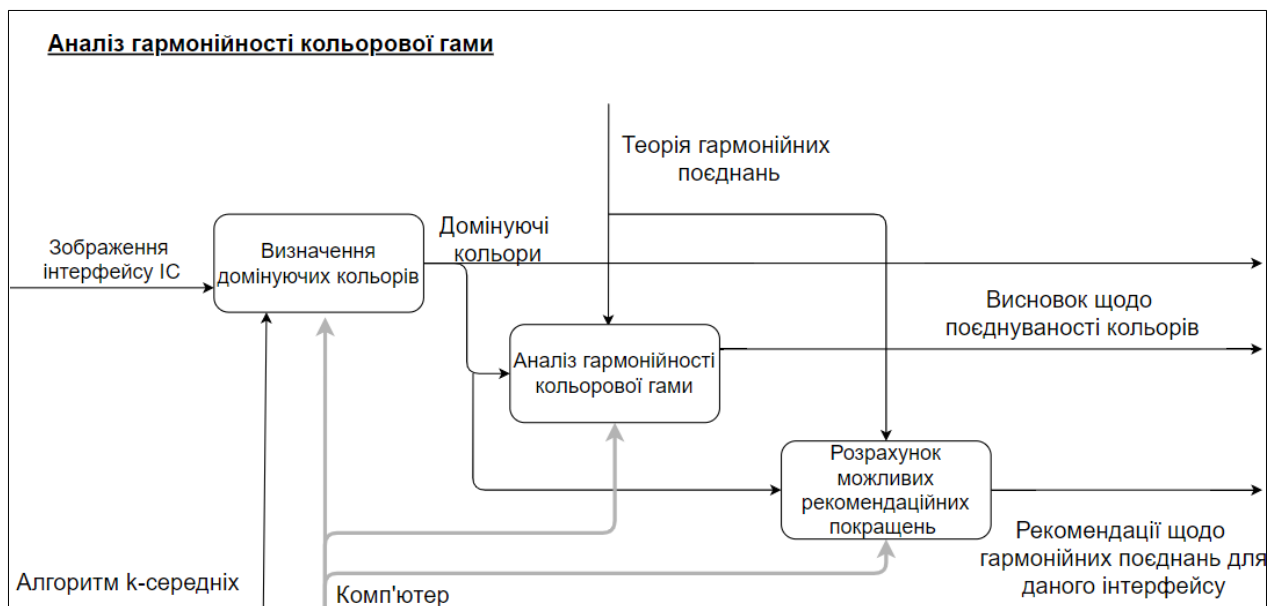 Аналіз гармонійності кольорової гами
Теорія гармонійних
поєднань
Домінуючі
кольори
Зображення
інтерфейсу ІС
Визначення
домінуючих кольорів
Висновок щодо
поєднуваності кольорів
Аналіз гармонійності
кольорової гами
Розрахунок
можливих
рекомендаційних
покращень
Рекомендації щодо
гармонійних поєднань для
даного інтерфейсу
Алгоритм k-середніх
Комп'ютер